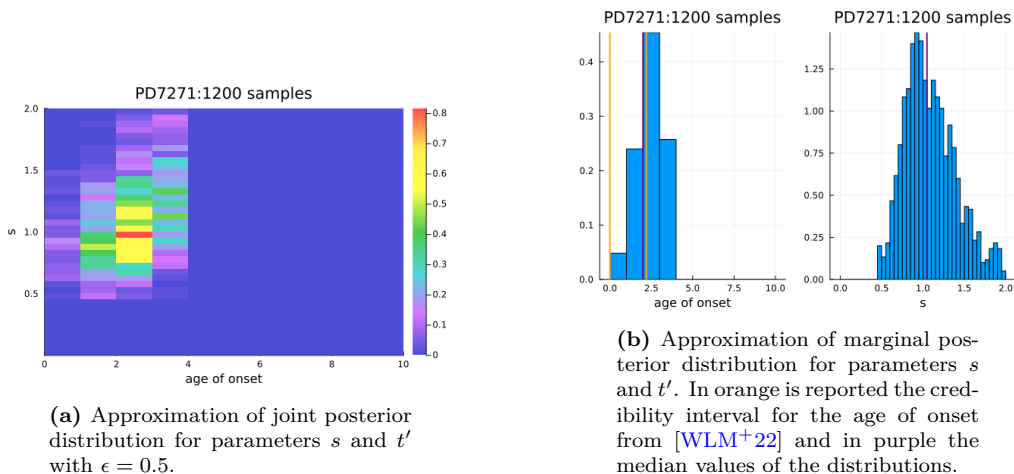 PD7271:1200 samples
2.0
1.5
1.0
0.5
s
0 2 4 6 8 10
age of onset
0.8
0.7
0.6
0.5
0.4
0.3
0.2
0.1
0
(a) Approximation of joint posterior
distribution for parameters s and t′
with ϵ = 0.5.
PD7271:1200 samples
0.4
0.3
0.2
0.1
0.0
0.0 2.5 5.0 7.5 10.0
age of onset
PD7271:1200 samples
1.25
1.00
0.75
0.50
0.25
0.00
0.0 0.5 1.0 1.5 2.0
s
(b) Approximation of marginal pos-
terior distribution for parameters s
and t′. In orange is reported the cred-
ibility interval for the age of onset
from [WLM+22] and in purple the
median values of the distributions.